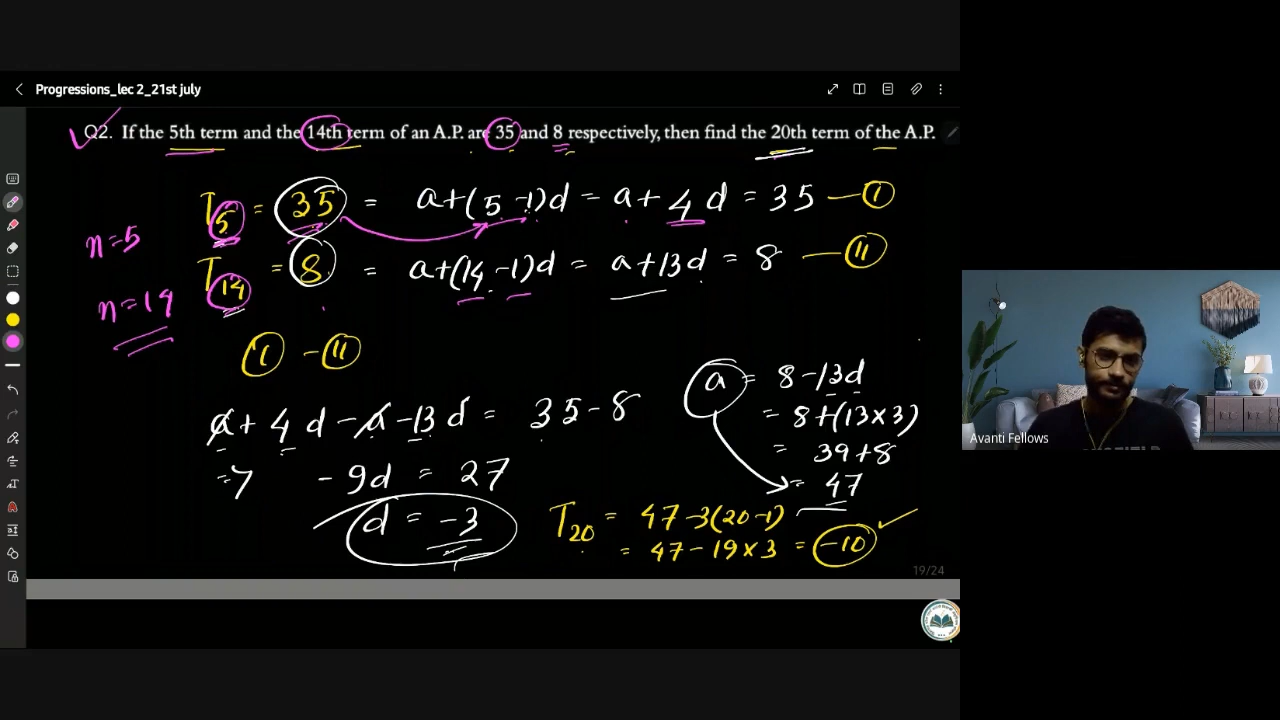 Progressions_lec 2_21st july
Q2. If the 5th term and the 14th term of an A.P. are 35 and 8 respectively, then find the 20th term of the A.P.
T5 = 35 = a+(5-1)d = a+4d = 35 — I
n=5
T14 = 8 = a+(14-1)d = a+13d = 8 — II
n=14
I - II
a = 8-13d
a+4d-a-13d = 35-8
= 8+(13×3)
= 39+8
=> -9d = 27
= 47
d = -3
T20 = 47-3(20-1)
= 47-19×3 = -10
19/24
Avanti Fellows